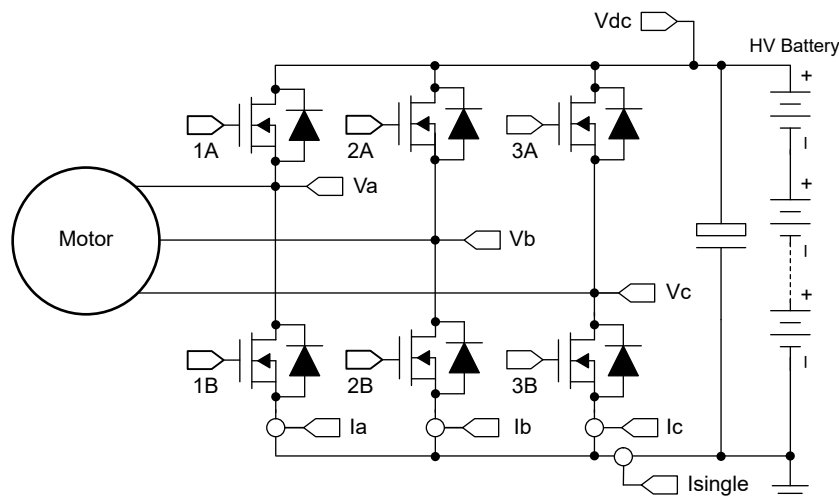 Vdc
HV Battery
+
1A
2A
3A
I
Va
+
Motor
Vb
I
Vc
+
1B
2B
3B
I
Ia
Ib
Ic
Isingle